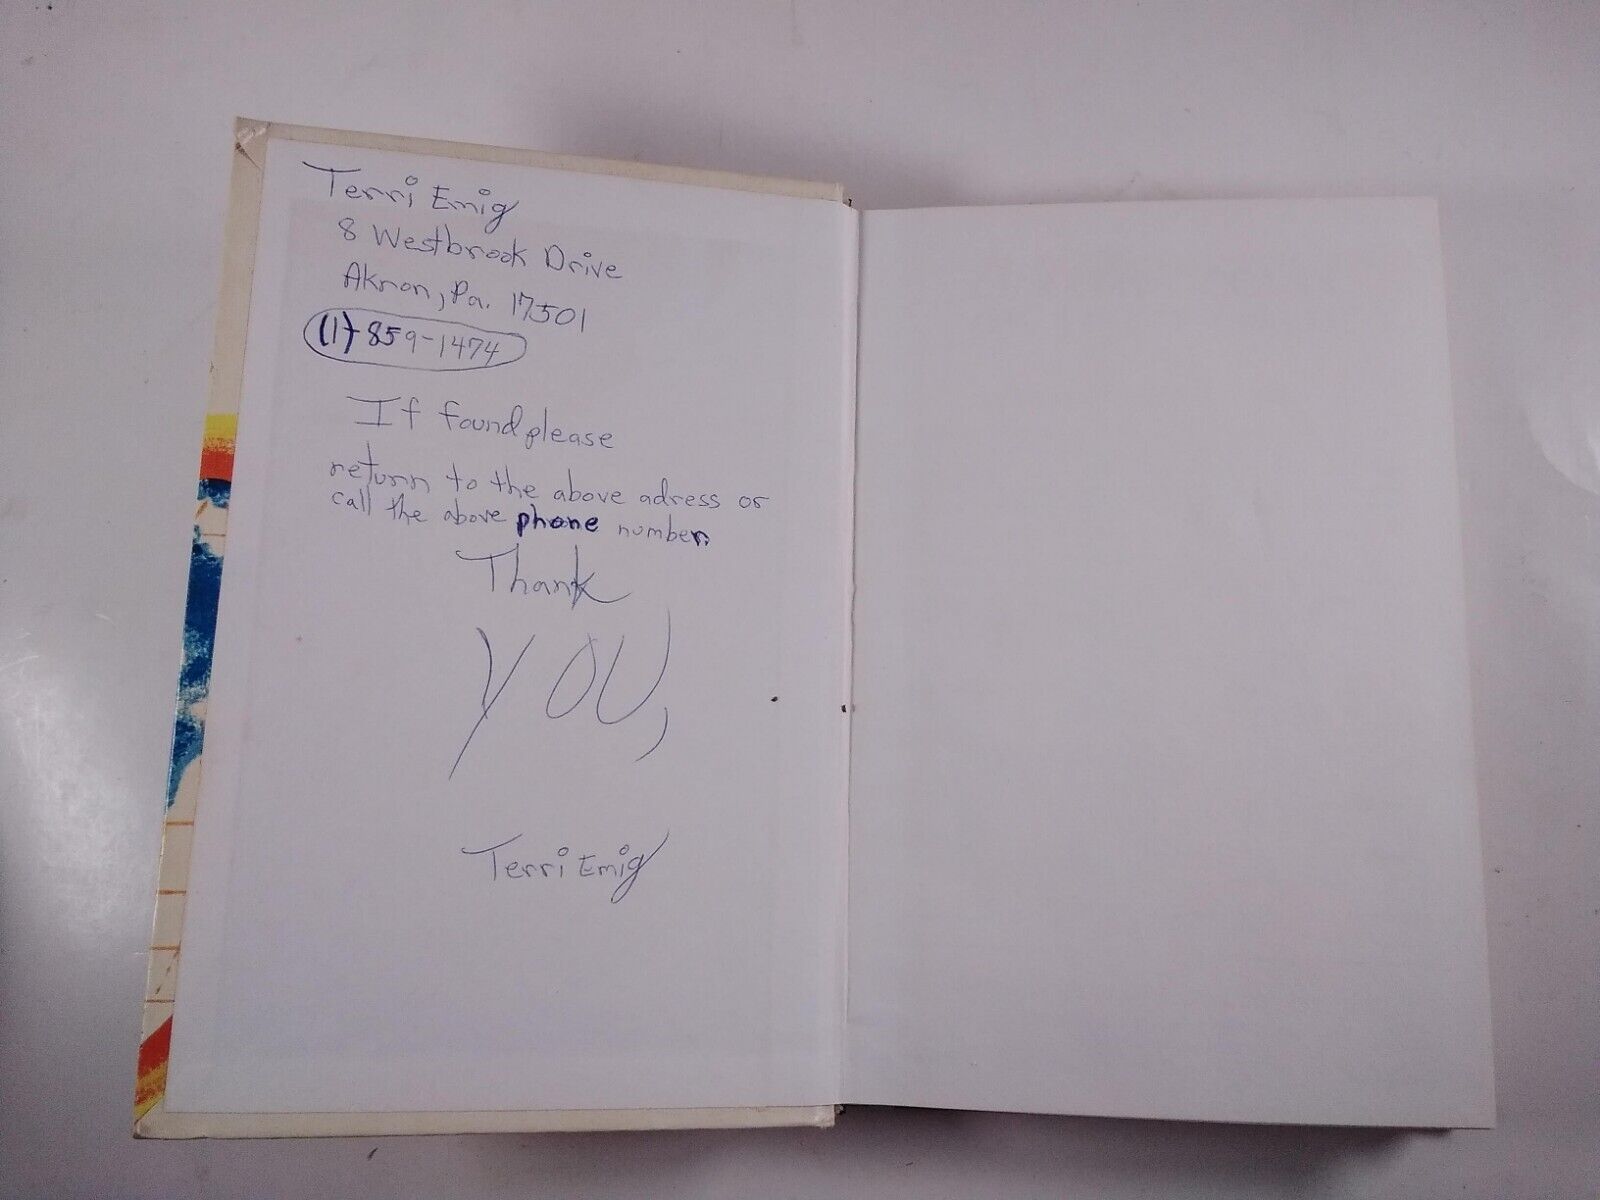 Terri Emig
8 Westbrook Drive
Akron, Pa. 17501
(1)-859-1474
If found please
return to the above adress or
call the above phone number.
Thank
YOU,
Terri Emig